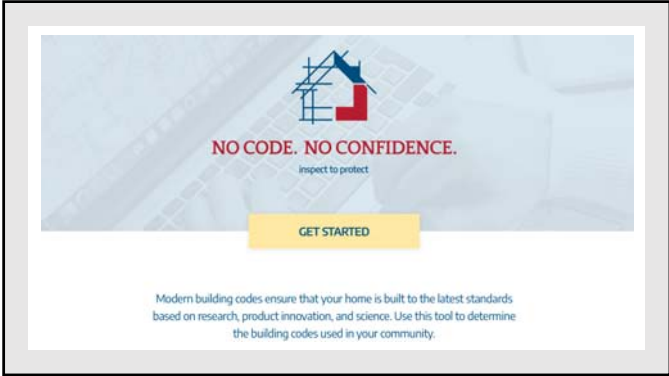 NO CODE. NO CONFIDENCE.
inspect to protect
GET STARTED
Modern building codes ensure that your home is built to the latest standards
based on research, product innovation, and science. Use this tool to determine
the building codes used in your community.